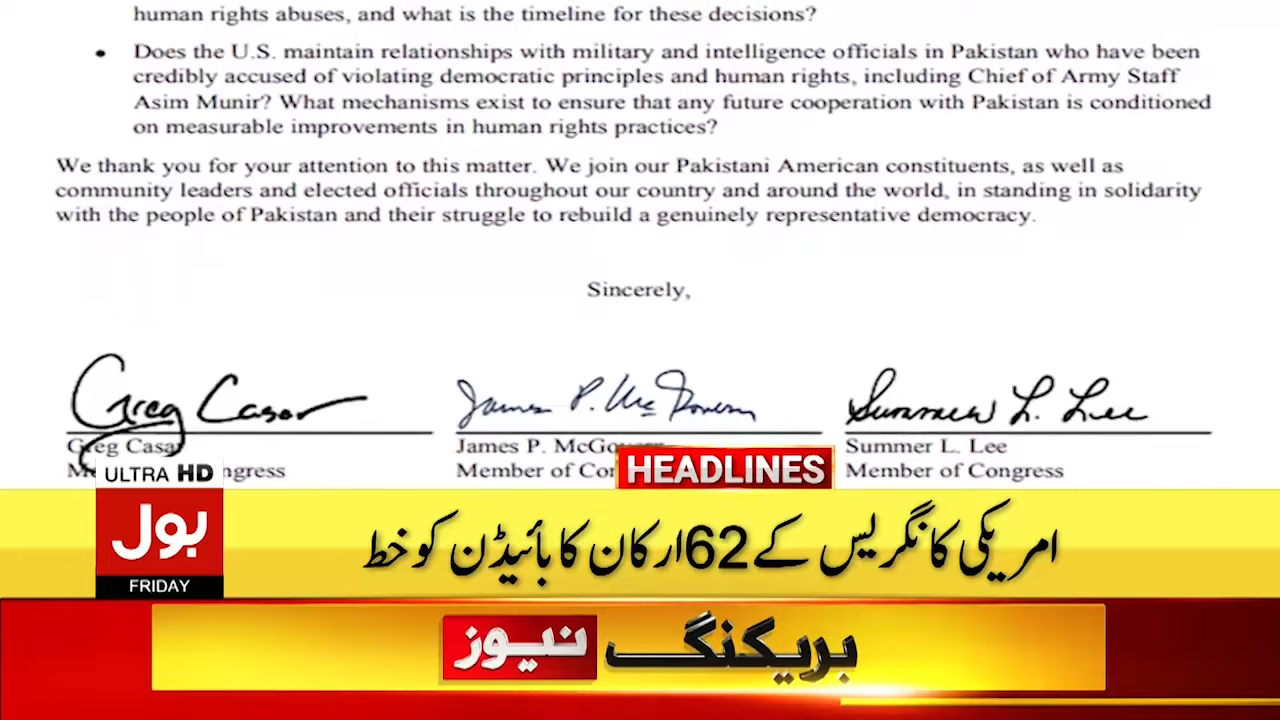 human rights abuses, and what is the timeline for these decisions?
• Does the U.S. maintain relationships with military and intelligence officials in Pakistan who have been
credibly accused of violating democratic principles and human rights, including Chief of Army Staff
Asim Munir? What mechanisms exist to ensure that any future cooperation with Pakistan is conditioned
on measurable improvements in human rights practices?
We thank you for your attention to this matter. We join our Pakistani American constituents, as well as
community leaders and elected officials throughout our country and around the world, in standing in solidarity
with the people of Pakistan and their struggle to rebuild a genuinely representative democracy.
Sincerely,
Greg Casar
James P. McGovern
Summer L. Lee
Greg Casar
James P. McGovern
Summer L. Lee
Member of Congress
Member of Congress
ULTRA HD
HEADLINES
بول
FRIDAY
امریکی کانگریس کے 62 ارکان کا بائیڈن کو خط
بریکنگ نیوز